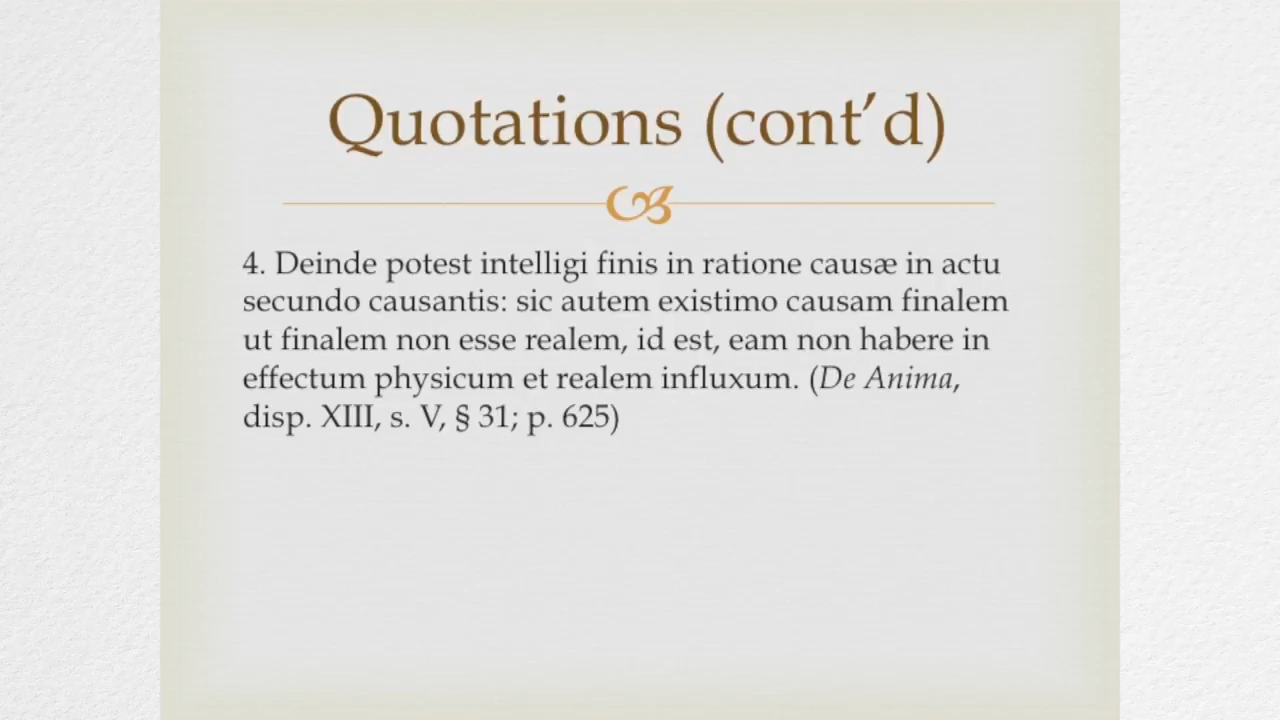 Quotations (cont’d)
4. Deinde potest intelligi finis in ratione causæ in actu
secundo causantis: sic autem existimo causam finalem
ut finalem non esse realem, id est, eam non habere in
effectum physicum et realem influxum. (De Anima,
disp. XIII, s. V, § 31; p. 625)